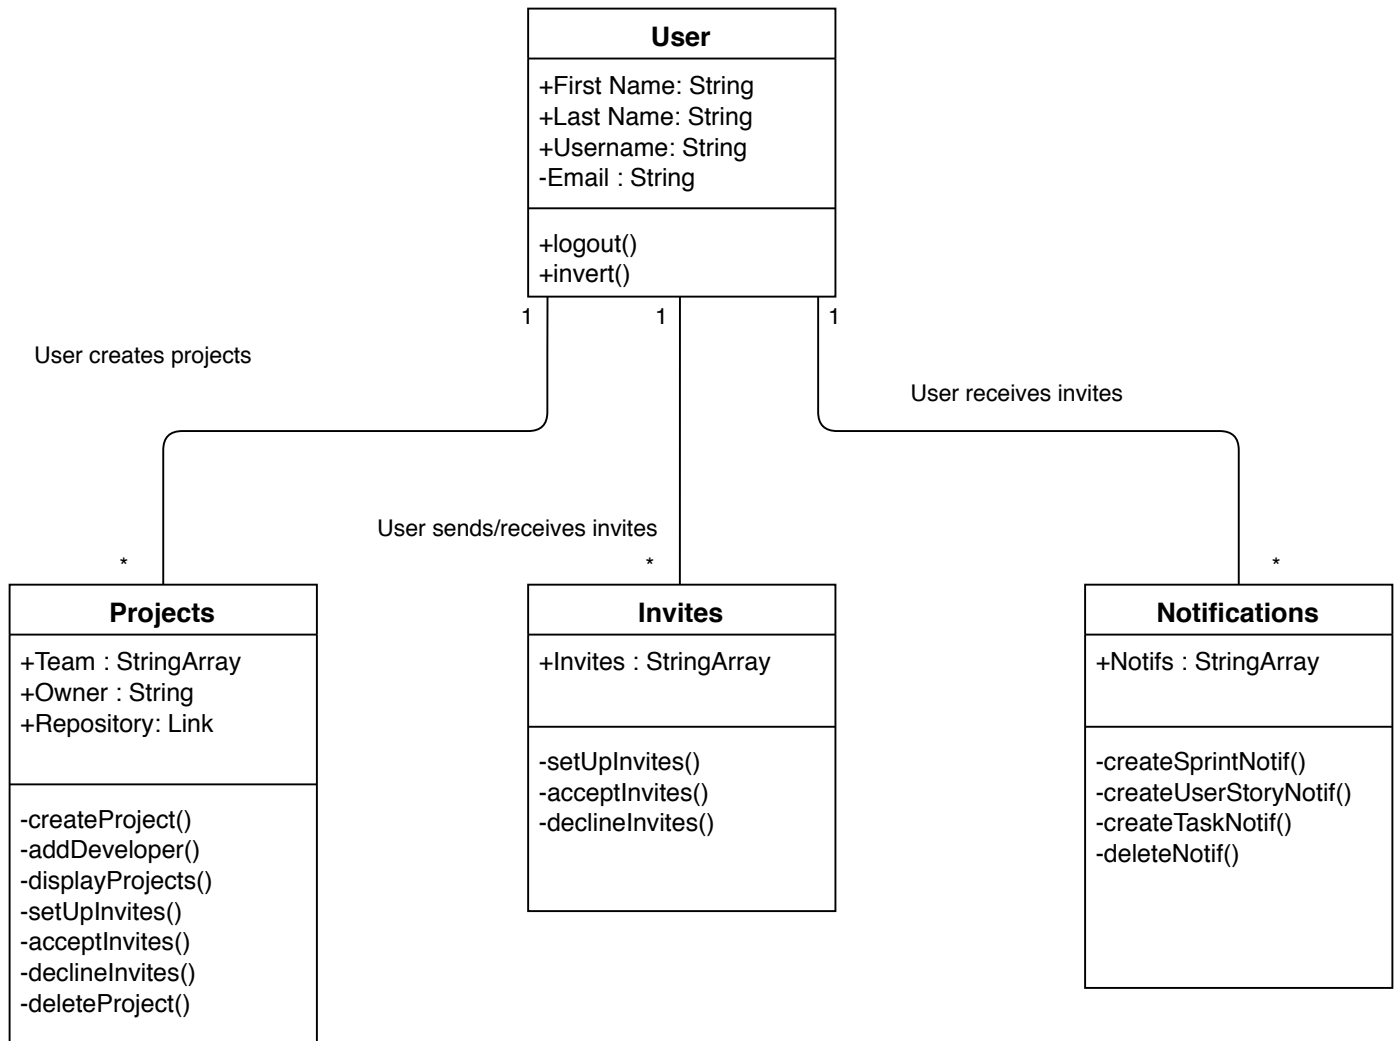 User
+First Name: String
+Last Name: String
+Username: String
-Email : String
+logout()
+invert()
1
1
1
User creates projects
User receives invites
User sends/receives invites
*
*
*
Projects
+Team : StringArray
+Owner : String
+Repository: Link
-createProject()
-addDeveloper()
-displayProjects()
-setUpInvites()
-acceptInvites()
-declineInvites()
-deleteProject()
Invites
+Invites : StringArray
-setUpInvites()
-acceptInvites()
-declineInvites()
Notifications
+Notifs : StringArray
-createSprintNotif()
-createUserStoryNotif()
-createTaskNotif()
-deleteNotif()